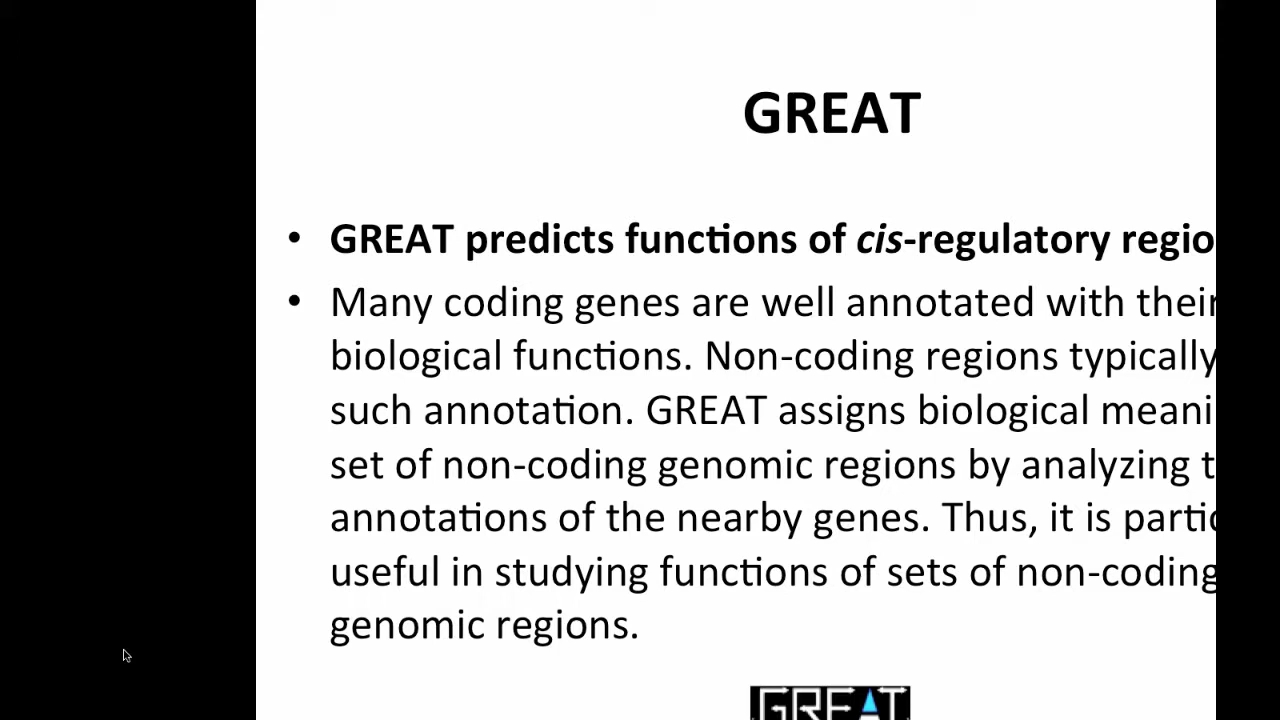 GREAT
• GREAT predicts functions of cis-regulatory regio
• Many coding genes are well annotated with their
biological functions. Non-coding regions typically
such annotation. GREAT assigns biological meani
set of non-coding genomic regions by analyzing t
annotations of the nearby genes. Thus, it is partic
useful in studying functions of sets of non-coding
genomic regions.
GREAT